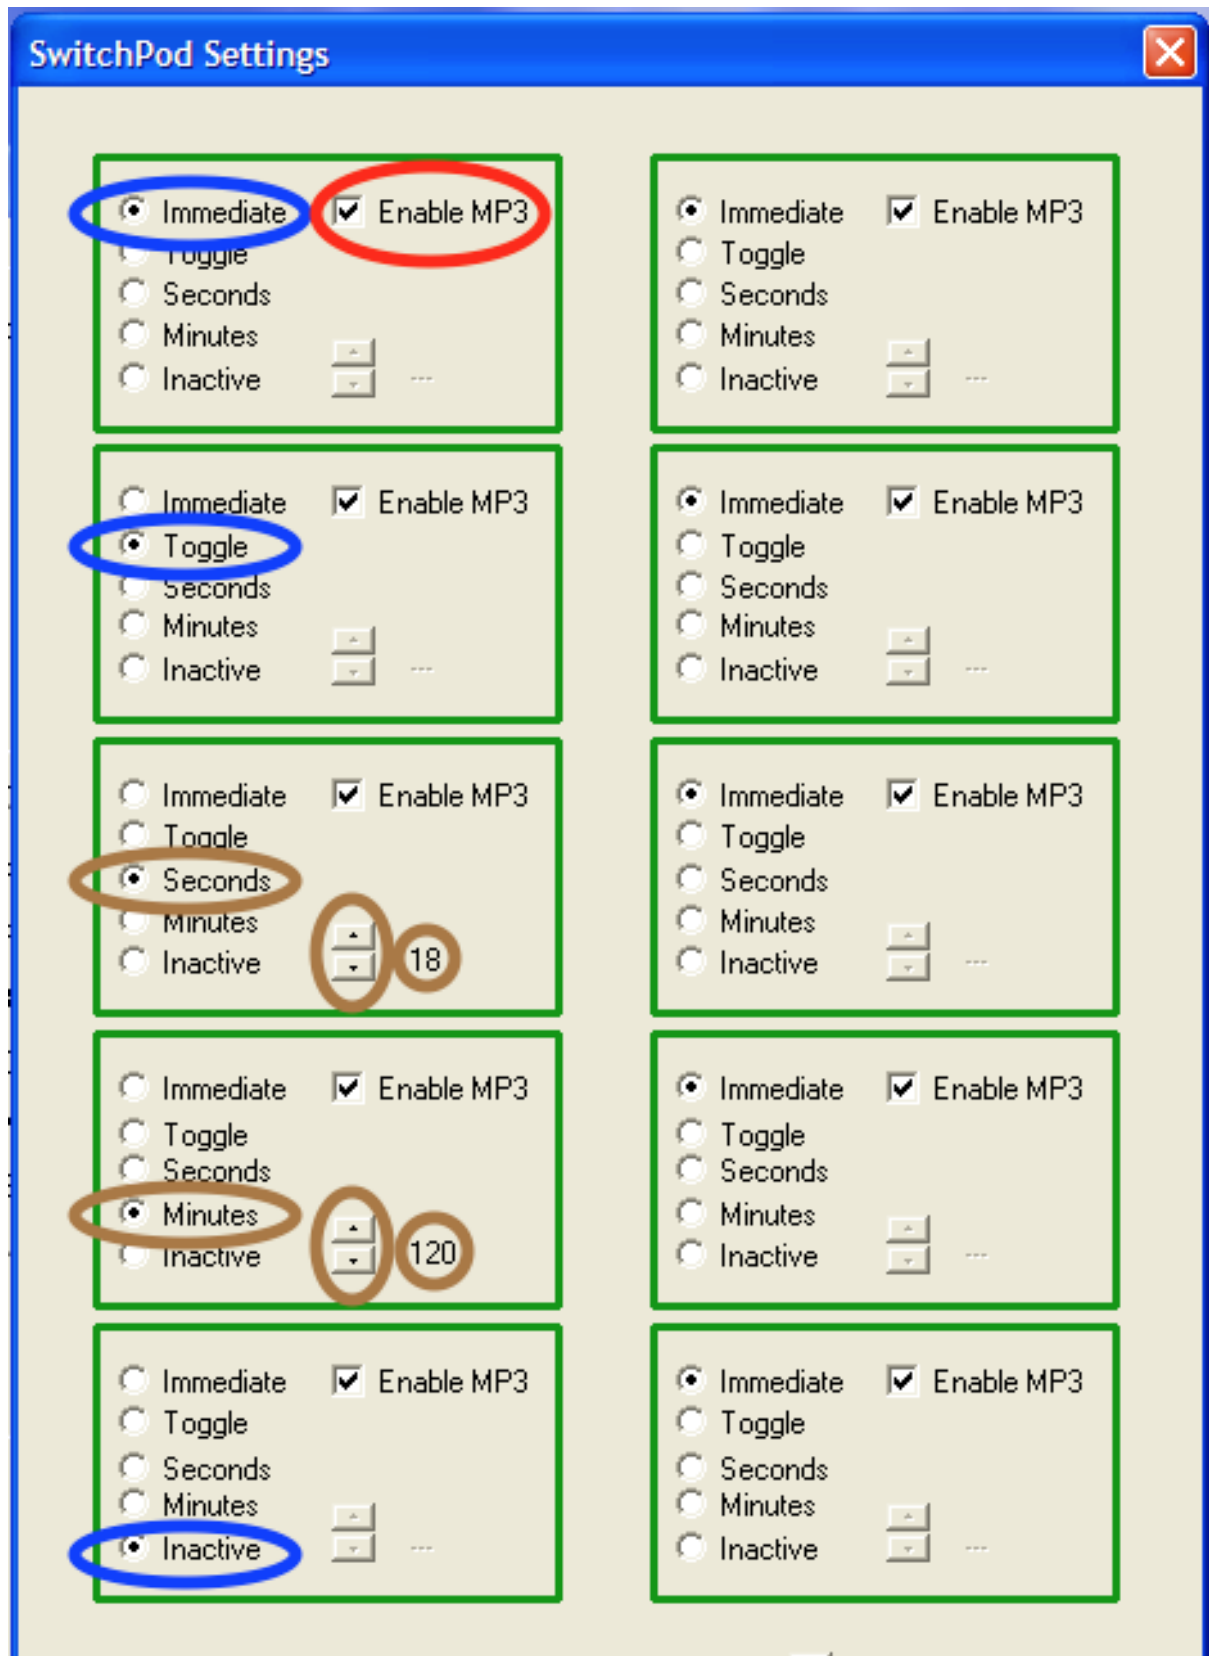 SwitchPod Settings
Immediate Enable MP3
Toggle
Seconds
Minutes
Inactive ---
Immediate Enable MP3
Toggle
Seconds
Minutes
Inactive ---
Immediate Enable MP3
Toggle
Seconds
Minutes
Inactive ---
Immediate Enable MP3
Toggle
Seconds
Minutes
Inactive ---
Immediate Enable MP3
Toggle
Seconds
Minutes
Inactive 18
Immediate Enable MP3
Toggle
Seconds
Minutes
Inactive ---
Immediate Enable MP3
Toggle
Seconds
Minutes
Inactive 120
Immediate Enable MP3
Toggle
Seconds
Minutes
Inactive ---
Immediate Enable MP3
Toggle
Seconds
Minutes
Inactive ---
Immediate Enable MP3
Toggle
Seconds
Minutes
Inactive ---